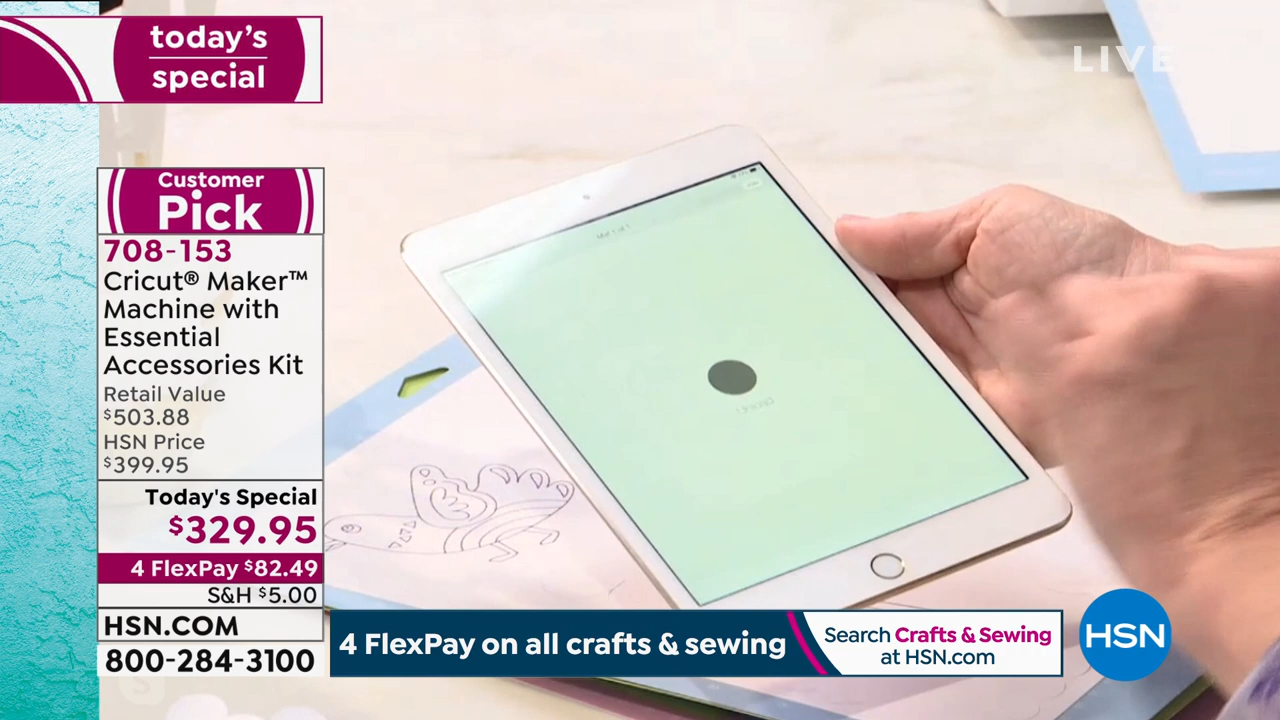 today's
special
LIVE
Customer
Pick
708-153
Cricut® Maker™
Machine with
Essential
Accessories Kit
Retail Value
$503.88
HSN Price
$399.95
Today's Special
$329.95
4 FlexPay $82.49
S&H $5.00
HSN.COM
800-284-3100
4 FlexPay on all crafts & sewing
Search Crafts & Sewing
at HSN.com
HSN